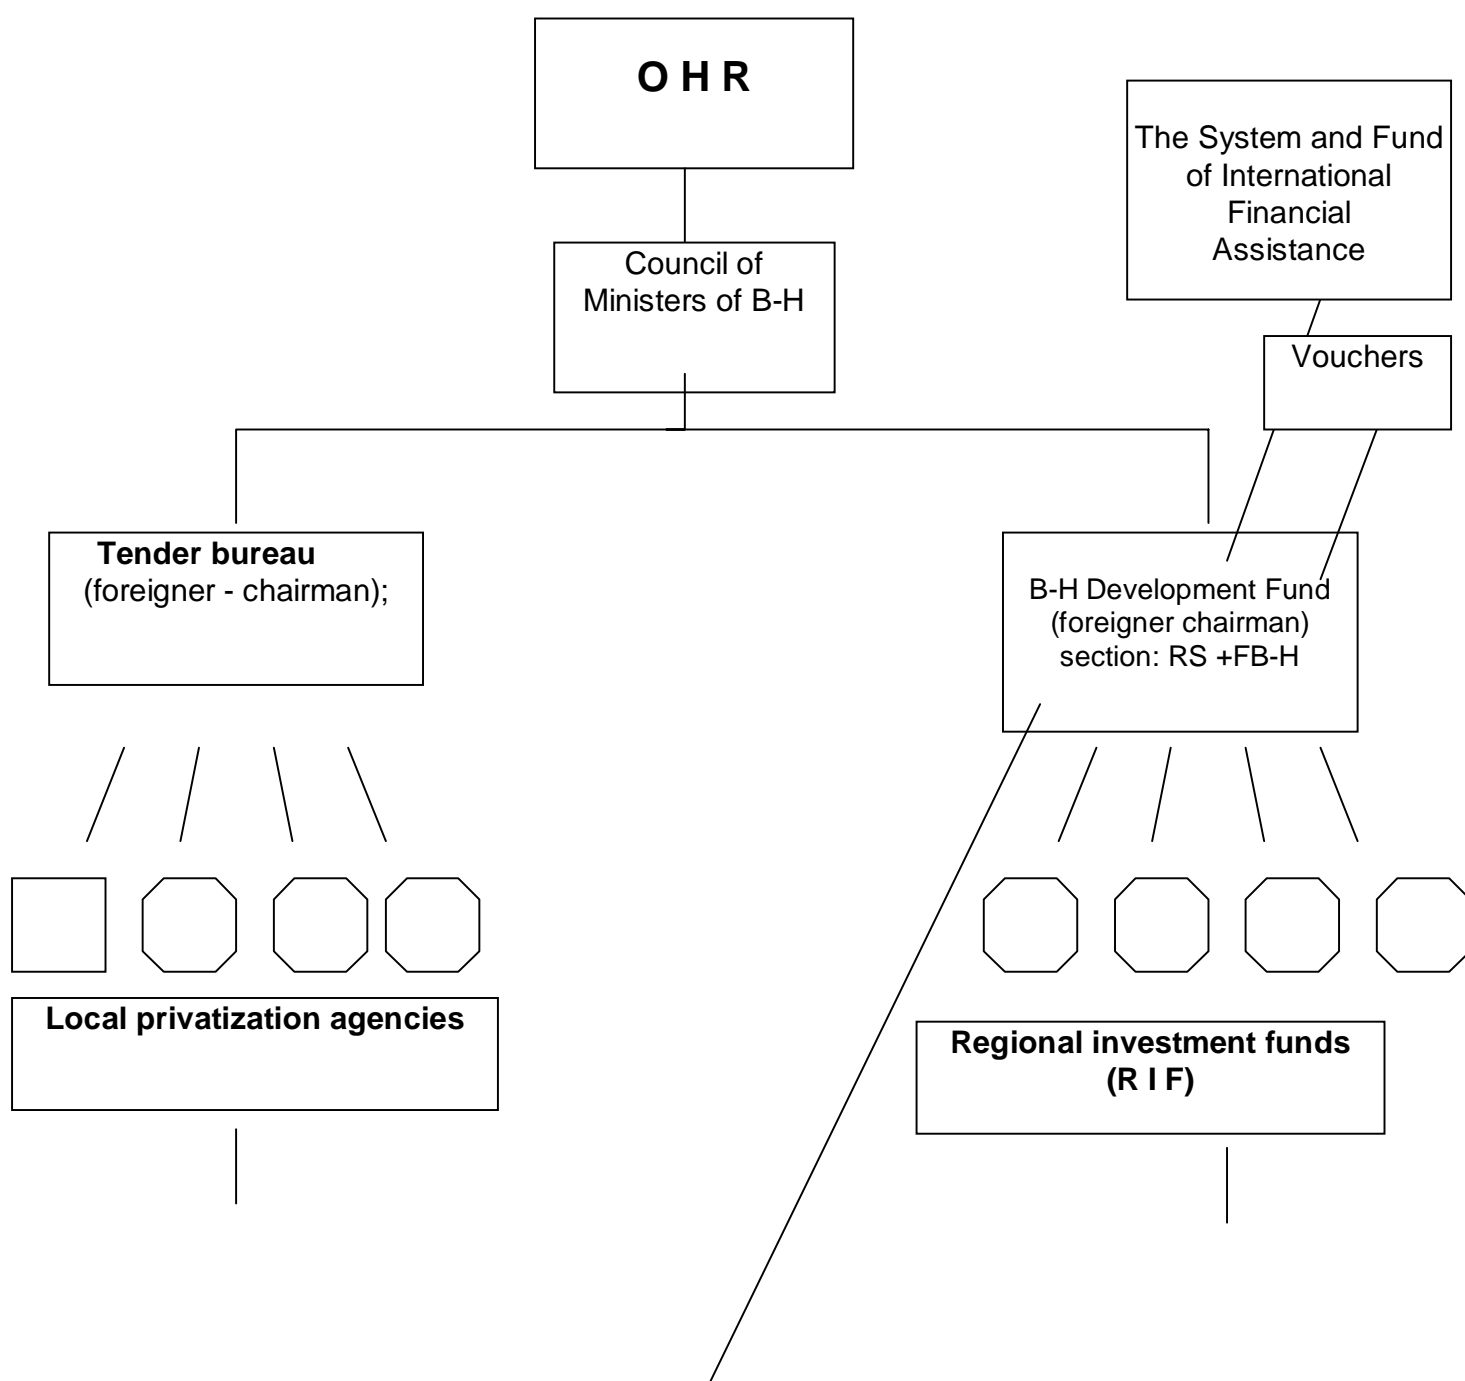 O H R
The System and Fund
of International
Financial
Assistance
Council of
Ministers of B-H
Vouchers
Tender bureau
(foreigner - chairman);
B-H Development Fund
(foreigner chairman)
section: RS +FB-H
Local privatization agencies
Regional investment funds
(R I F)